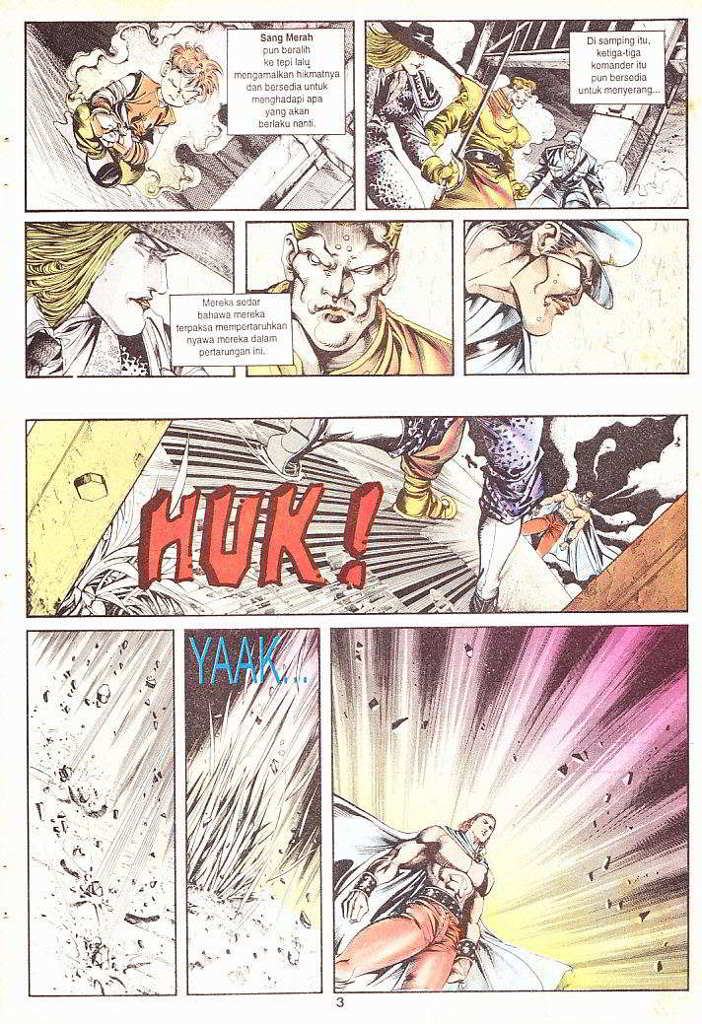 Sang Merah
pun beralih
ke tepi lalu
mengamalkan hikmatnya
dan bersedia untuk
menghadapi apa
yang akan
berlaku nanti.
Di samping itu,
ketiga-tiga
komander itu
pun bersedia
untuk menyerang...
Mereka sedar
bahawa mereka
terpaksa mempertaruhkan
nyawa mereka dalam
pertarungan ini.
HUK!
YAAK...
3